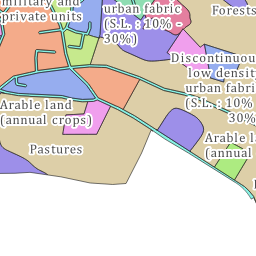 military and
private units
urban fabric
(S.L. : 10% -
30%)
Forests
Discontinuous
low density
urban fabric
(S.L. : 10%
30%)
Arable land
(annual crops)
Arable
(annual
Pastures